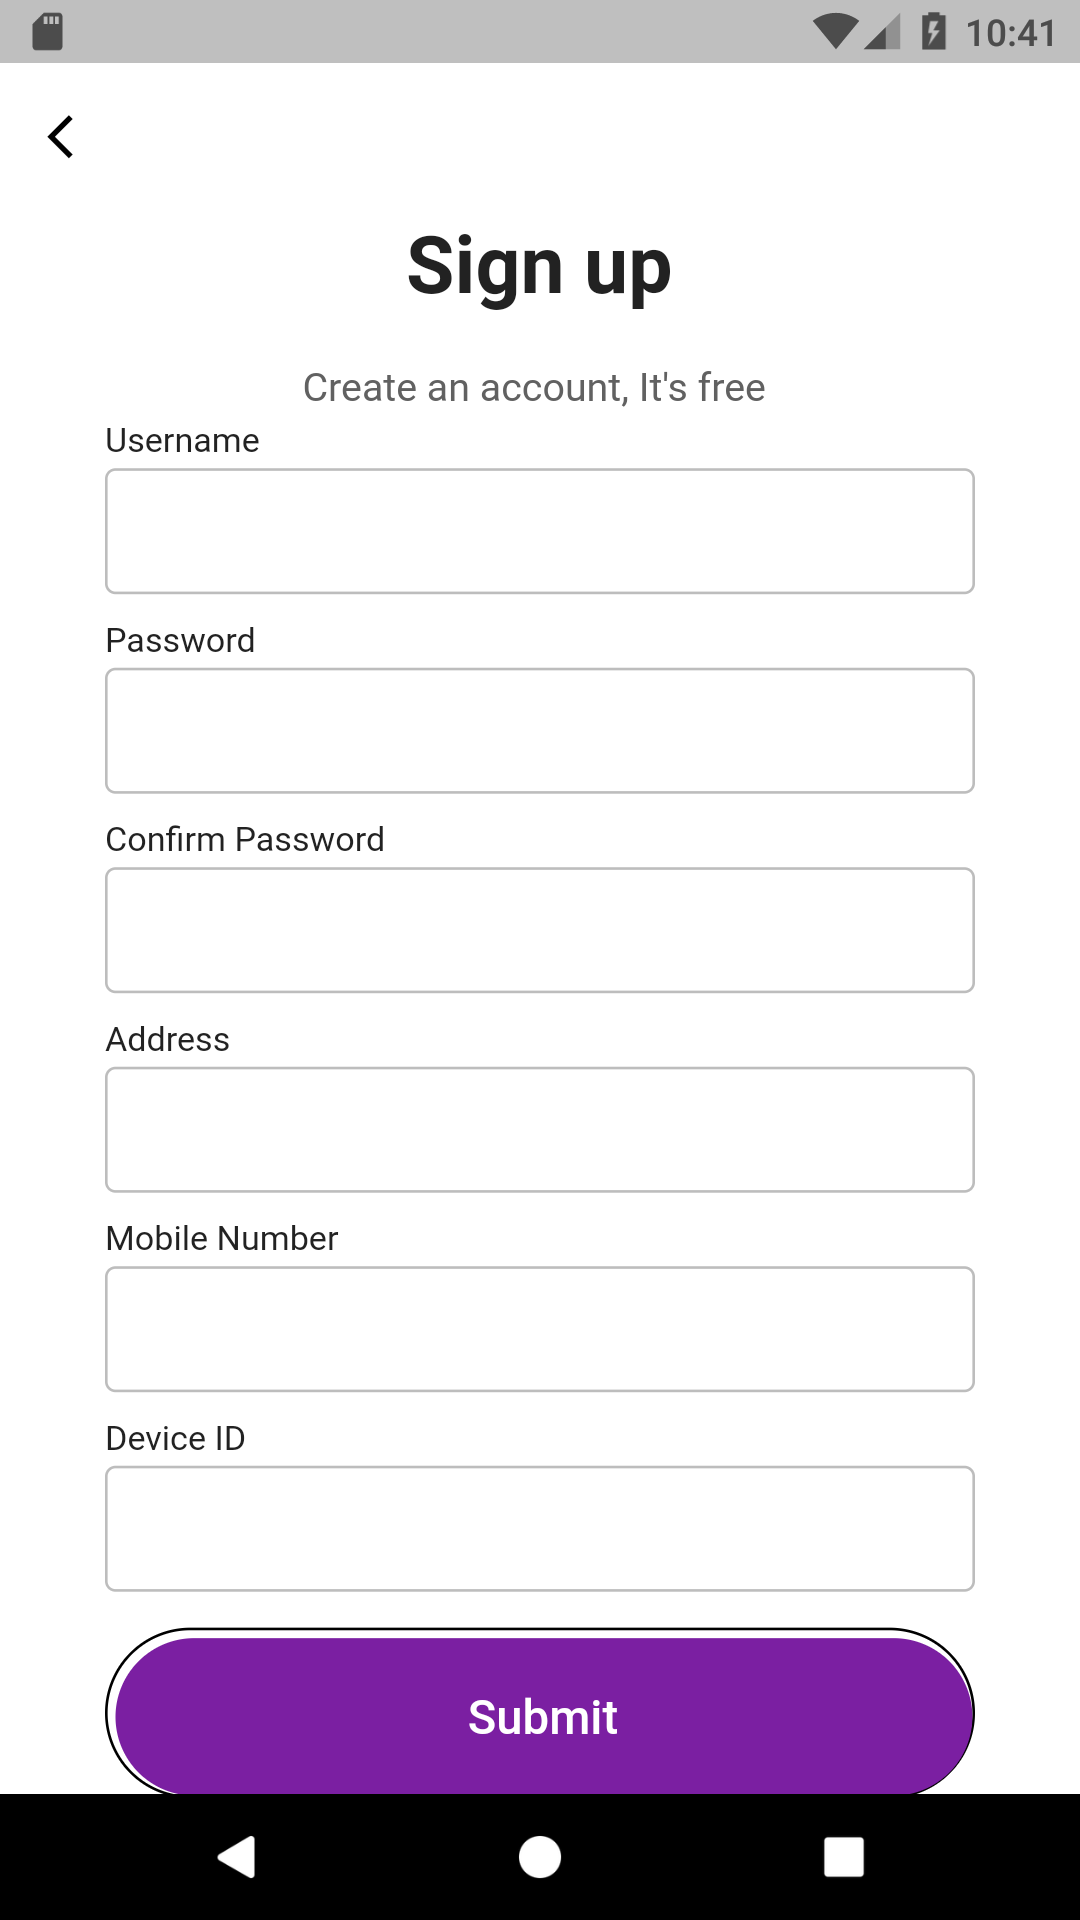 10:41
Sign up
Create an account, It's free
Username
Password
Confirm Password
Address
Mobile Number
Device ID
Submit